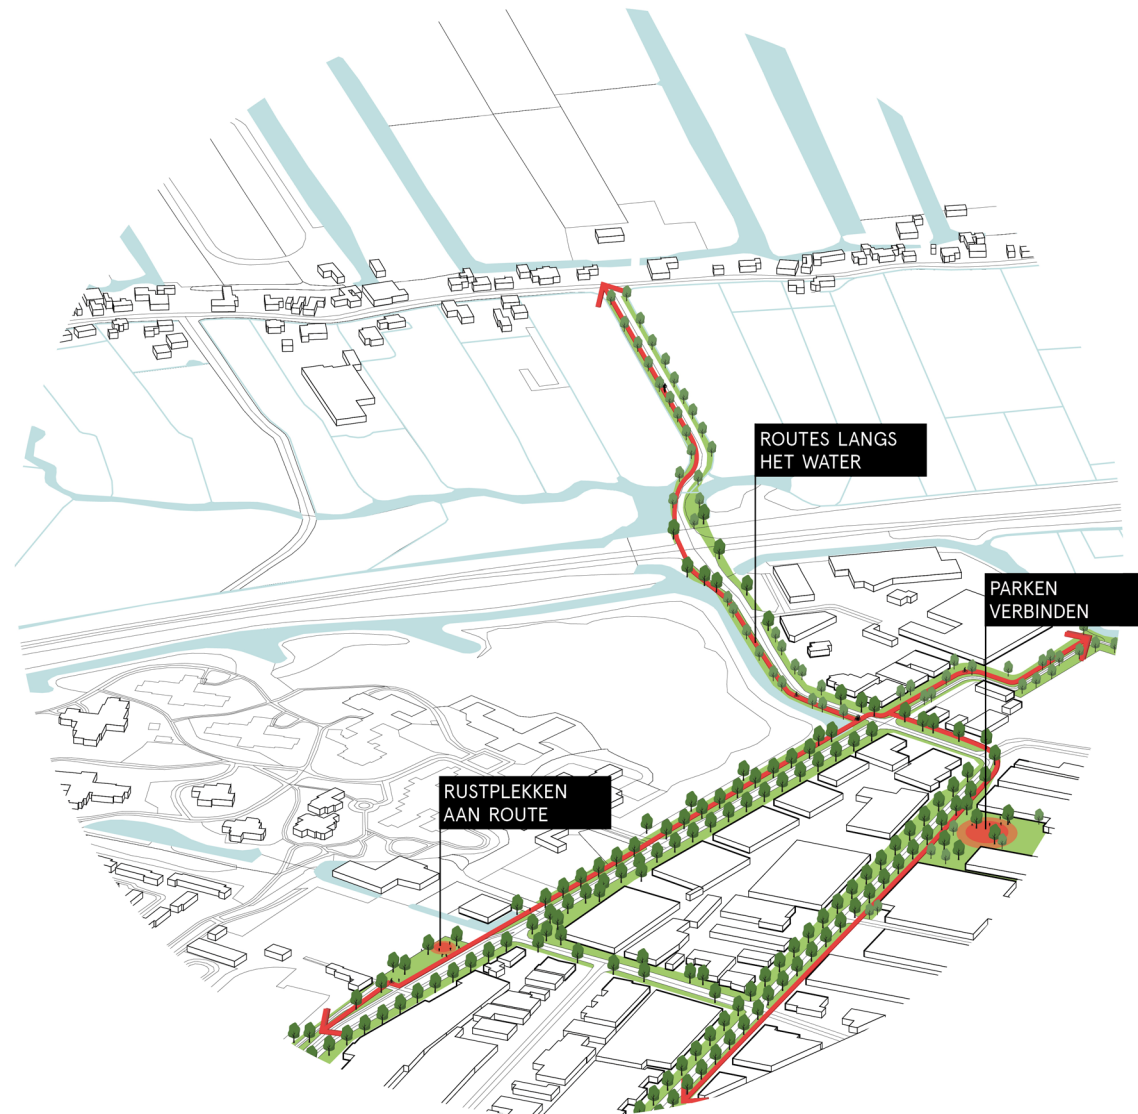 ROUTES LANGS
HET WATER
PARKEN
VERBINDEN
RUSTPLEKKEN
AAN ROUTE